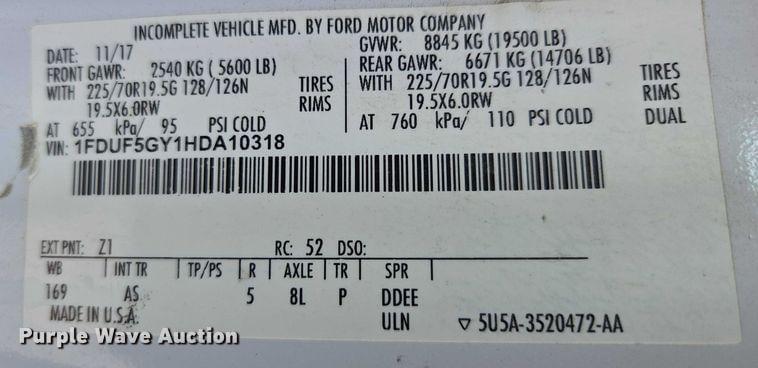 INCOMPLETE VEHICLE MFD. BY FORD MOTOR COMPANY
DATE: 11/17
GVWR: 8845 KG (19500 LB)
FRONT GAWR: 2540 KG ( 5600 LB)
REAR GAWR: 6671 KG (14706 LB)
WITH 225/70R19.5G 128/126N TIRES
WITH 225/70R19.5G 128/126N TIRES
19.5X6.0RW RIMS
19.5X6.0RW RIMS
AT 655 kPa/ 95 PSI COLD
AT 760 kPa/ 110 PSI COLD DUAL
VIN: 1FDUF5GY1HDA10318
EXT PNT: Z1 RC: 52 DSO:
WB INT TR TP/PS R AXLE TR SPR
169 AS 5 8L P DDEE
MADE IN U.S.A. ULN ▽ 5U5A-3520472-AA
Purple Wave Auction